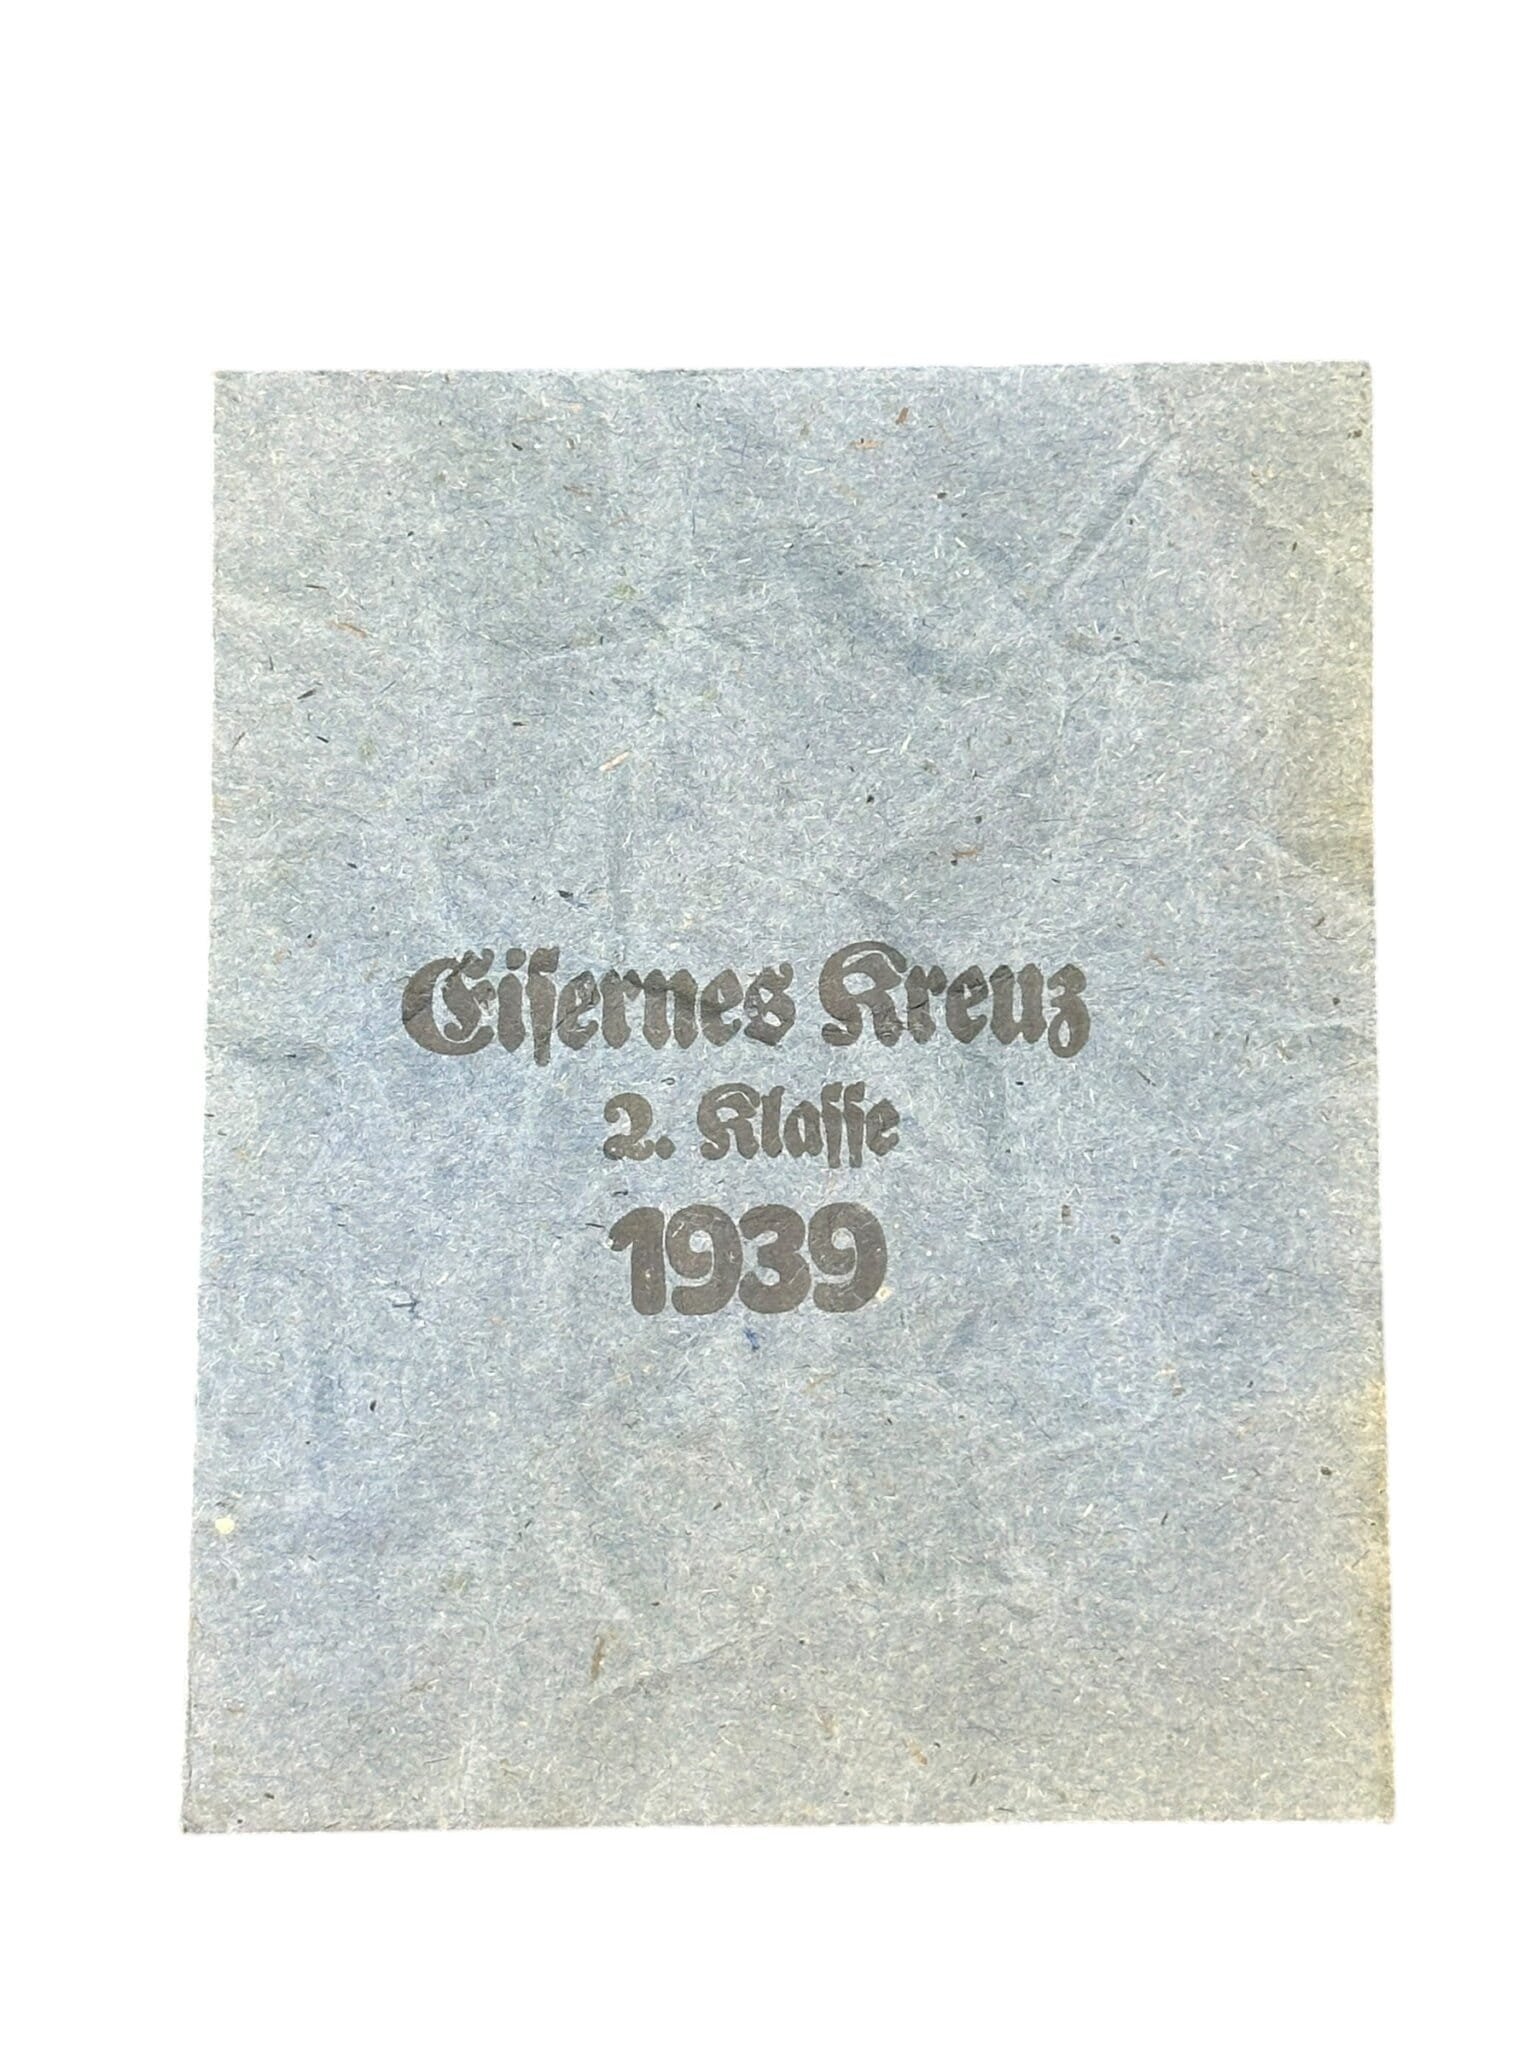 Eiſernes Kreuz
2. Klaſſe
1939